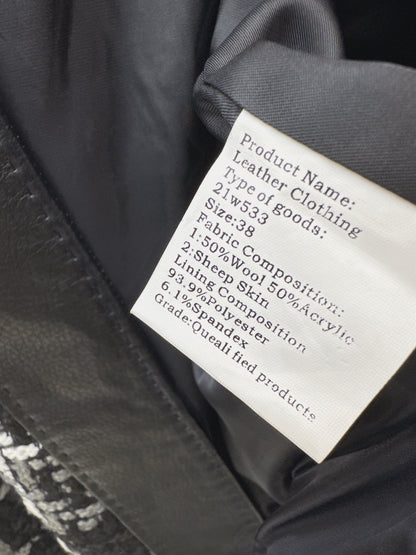 Product Name:
Leather Clothing
Type of goods:
21w533
Size:38
Fabric Composition:
1:50%Wool 50%Acrylic
2:Sheep Skin
Lining Composition
93.9%Polyester
6.1%Spandex
Grade:Queali fied products